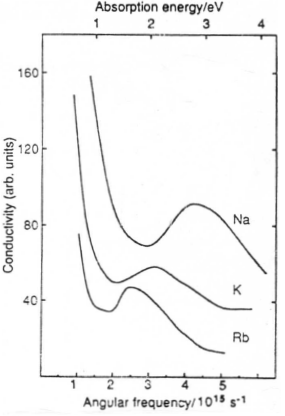 Absorption energy/eV
1 2 3 4
Conductivity (arb. units)
160
120
80
40
Na
K
Rb
1 2 3 4 5
Angular frequency/10¹⁵ s⁻¹